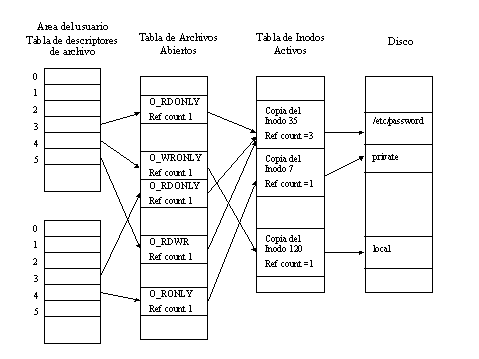 Area del usuario
Tabla de descriptores
de archivo
Tabla de Archivos
Abiertos
Tabla de Inodos
Activos
Disco
0
1
2
3
4
5
O_RDONLY
Ref count 1
O_WRONLY
Ref count 1
O_RDONLY
Ref count 1
O_RDWR
Ref count 1
O_RONLY
Ref count 1
Copia del
Inodo 35
Ref count =3
Copia del
Inodo 7
Ref count =1
Copia del
Inodo 120
Ref count =1
/etc/password
private
local
0
1
2
3
4
5